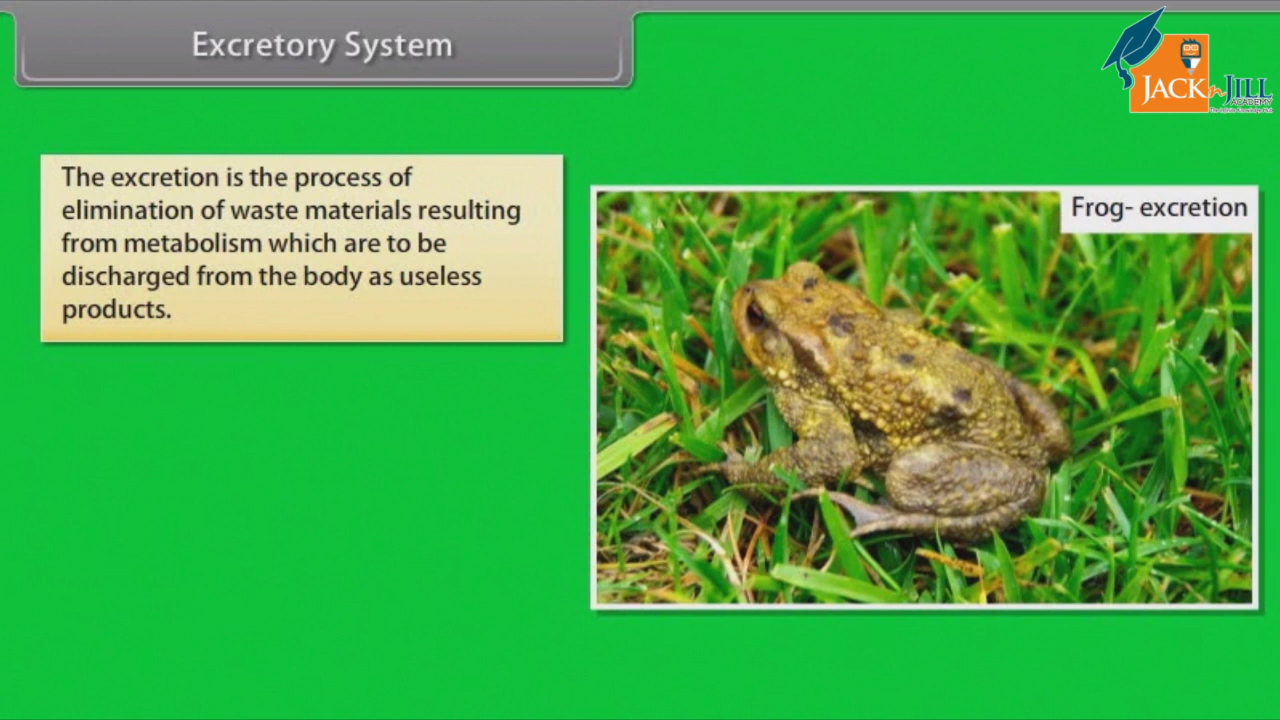 Excretory System
JACK n JILL
ACADEMY
The excretion is the process of
elimination of waste materials resulting
from metabolism which are to be
discharged from the body as useless
products.
Frog- excretion